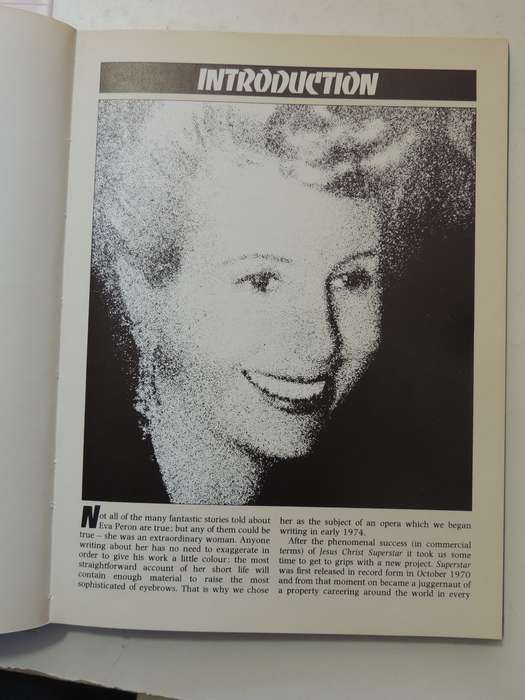 INTRODUCTION
Not all of the many fantastic stories told about
Eva Peron are true; but any of them could be
true – she was an extraordinary woman. Anyone
writing about her has no need to exaggerate in
order to give his work a little colour; the most
straightforward account of her short life will
contain enough material to raise the most
sophisticated of eyebrows. That is why we chose
her as the subject of an opera which we began
writing in early 1974.
After the phenomenal success (in commercial
terms) of Jesus Christ Superstar it took us some
time to get to grips with a new project. Superstar
was first released in record form in October 1970
and from that moment on became a juggernaut of
a property careering around the world in every